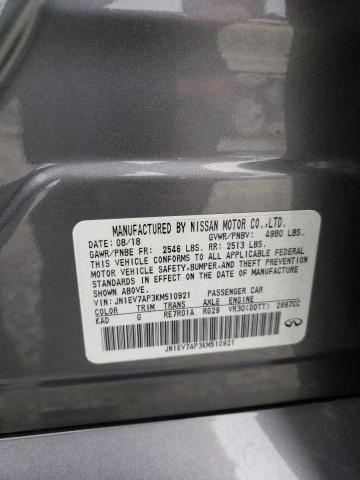 MANUFACTURED BY NISSAN MOTOR CO.,LTD.
DATE: 08/18 GVWR/PNBV: 4980 LBS.
GAWR/PNBE FR: 2546 LBS. RR: 2513 LBS.
THIS VEHICLE CONFORMS TO ALL APPLICABLE FEDERAL
MOTOR VEHICLE SAFETY,BUMPER,AND THEFT PREVENTION
STANDARDS IN EFFECT ON THE DATE OF MANUFACTURE
SHOWN ABOVE.
VIN: JN1EV7AP3KM510921 PASSENGER CAR
COLOR TRIM TRANS AXLE ENGINE
KAD G RE7R01A RG29 VR30(DDTT) 2997CC
JN1EV7AP3KM510921